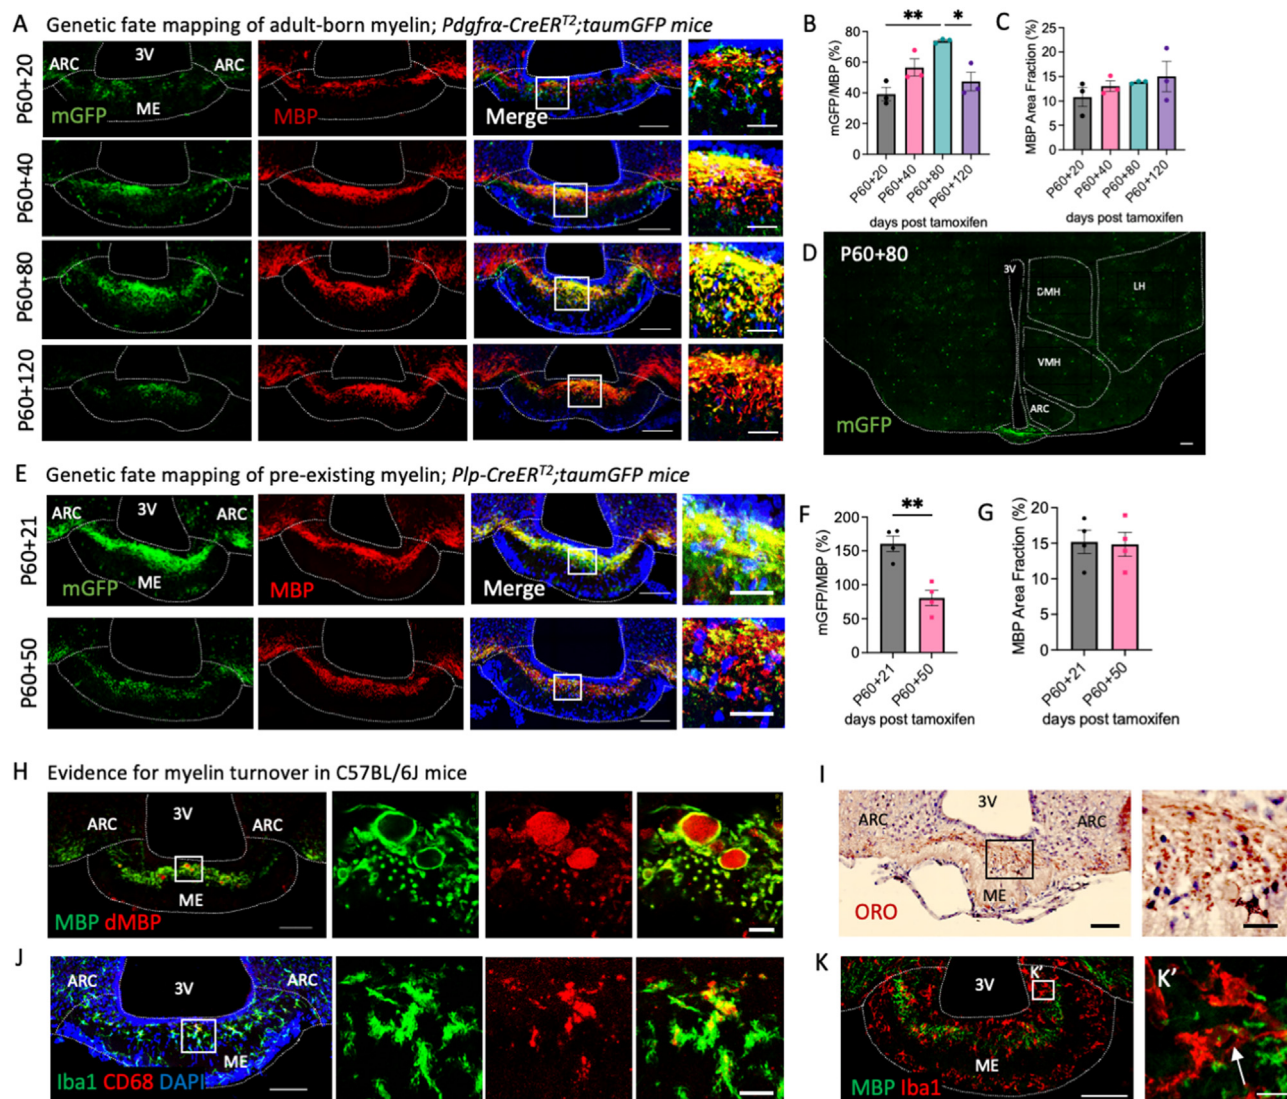 A Genetic fate mapping of adult-born myelin; Pdgfrα-CreERT2;taumGFP mice
P60+20
ARC
3V
ARC
mGFP
ME
MBP
Merge
P60+40
P60+80
P60+120
B
mGFP/MBP (%)
80
60
40
20
0
**
*
P60+20
P60+40
P60+80
P60+120
days post tamoxifen
C
MBP Area Fraction (%)
25
20
15
10
5
0
P60+20
P60+40
P60+80
P60+120
days post tamoxifen
D
P60+80
3V
DMH
LH
VMH
ARC
mGFP
E Genetic fate mapping of pre-existing myelin; Plp-CreERT2;taumGFP mice
P60+21
ARC
3V
ARC
mGFP
ME
MBP
Merge
P60+50
F
mGFP/MBP (%)
200
150
100
50
0
**
P60+21
P60+50
days post tamoxifen
G
MBP Area Fraction (%)
25
20
15
10
5
0
P60+21
P60+50
days post tamoxifen
H Evidence for myelin turnover in C57BL/6J mice
3V
ARC
ARC
ME
MBP dMBP
I
3V
ARC
ARC
ME
ORO
J
ARC
ARC
3V
ME
Iba1 CD68 DAPI
K
K'
3V
ME
MBP Iba1
K'